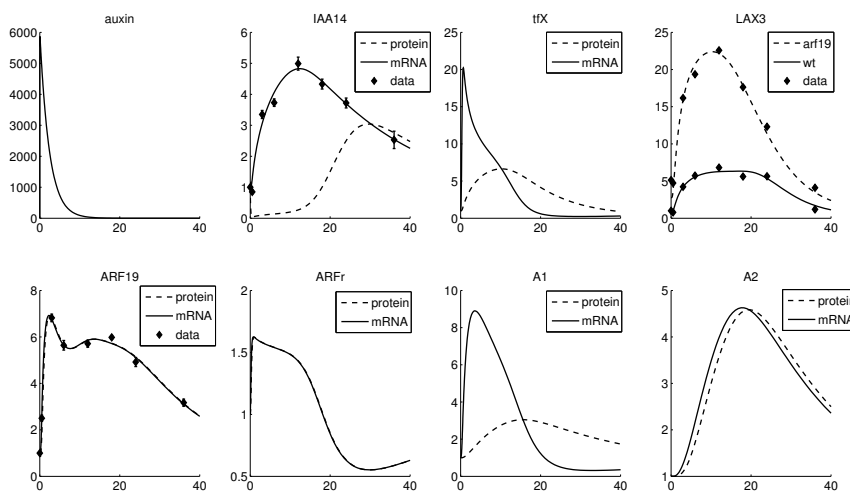 auxin
6000
5000
4000
3000
2000
1000
0
0 20 40
IAA14
protein
mRNA
data
6
5
4
3
2
1
0
0 20 40
tfX
protein
mRNA
25
20
15
10
5
0
0 20 40
LAX3
arf19
wt
data
25
20
15
10
5
0
0 20 40
ARF19
protein
mRNA
data
8
6
4
2
0
0 20 40
ARFr
protein
mRNA
2
1.5
1
0.5
0 20 40
A1
protein
mRNA
10
8
6
4
2
0
0 20 40
A2
protein
mRNA
5
4
3
2
1
0 20 40